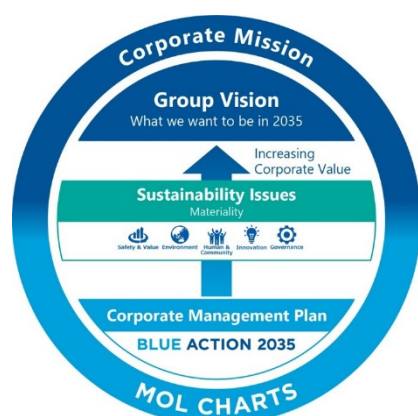 Corporate Mission
Group Vision
What we want to be in 2035
Increasing
Corporate Value
Sustainability Issues
Materiality
Safety & Value
Environment
Human &
Community
Innovation
Governance
Corporate Management Plan
BLUE ACTION 2035
MOL CHARTS